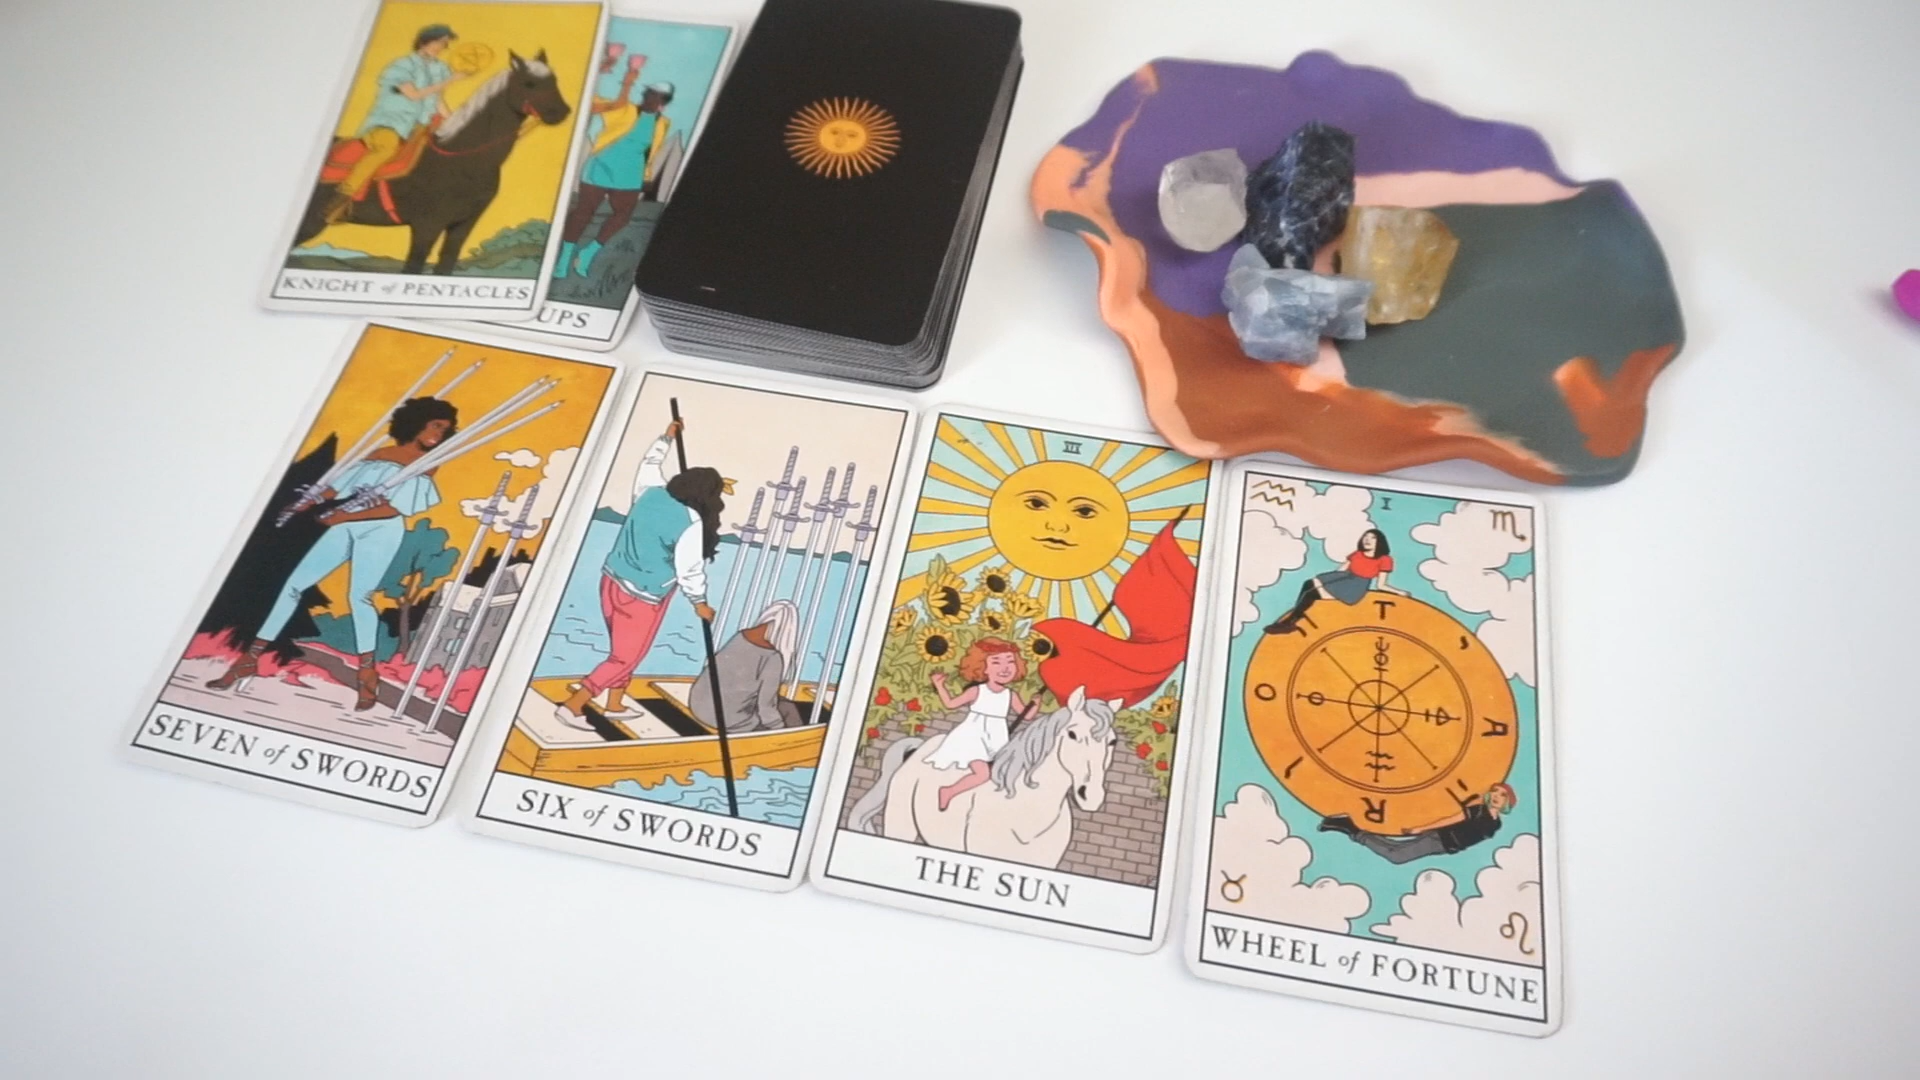 KNIGHT of PENTACLES
UPS
SEVEN of SWORDS
SIX of SWORDS
THE SUN
I
T
A
R
O
WHEEL of FORTUNE